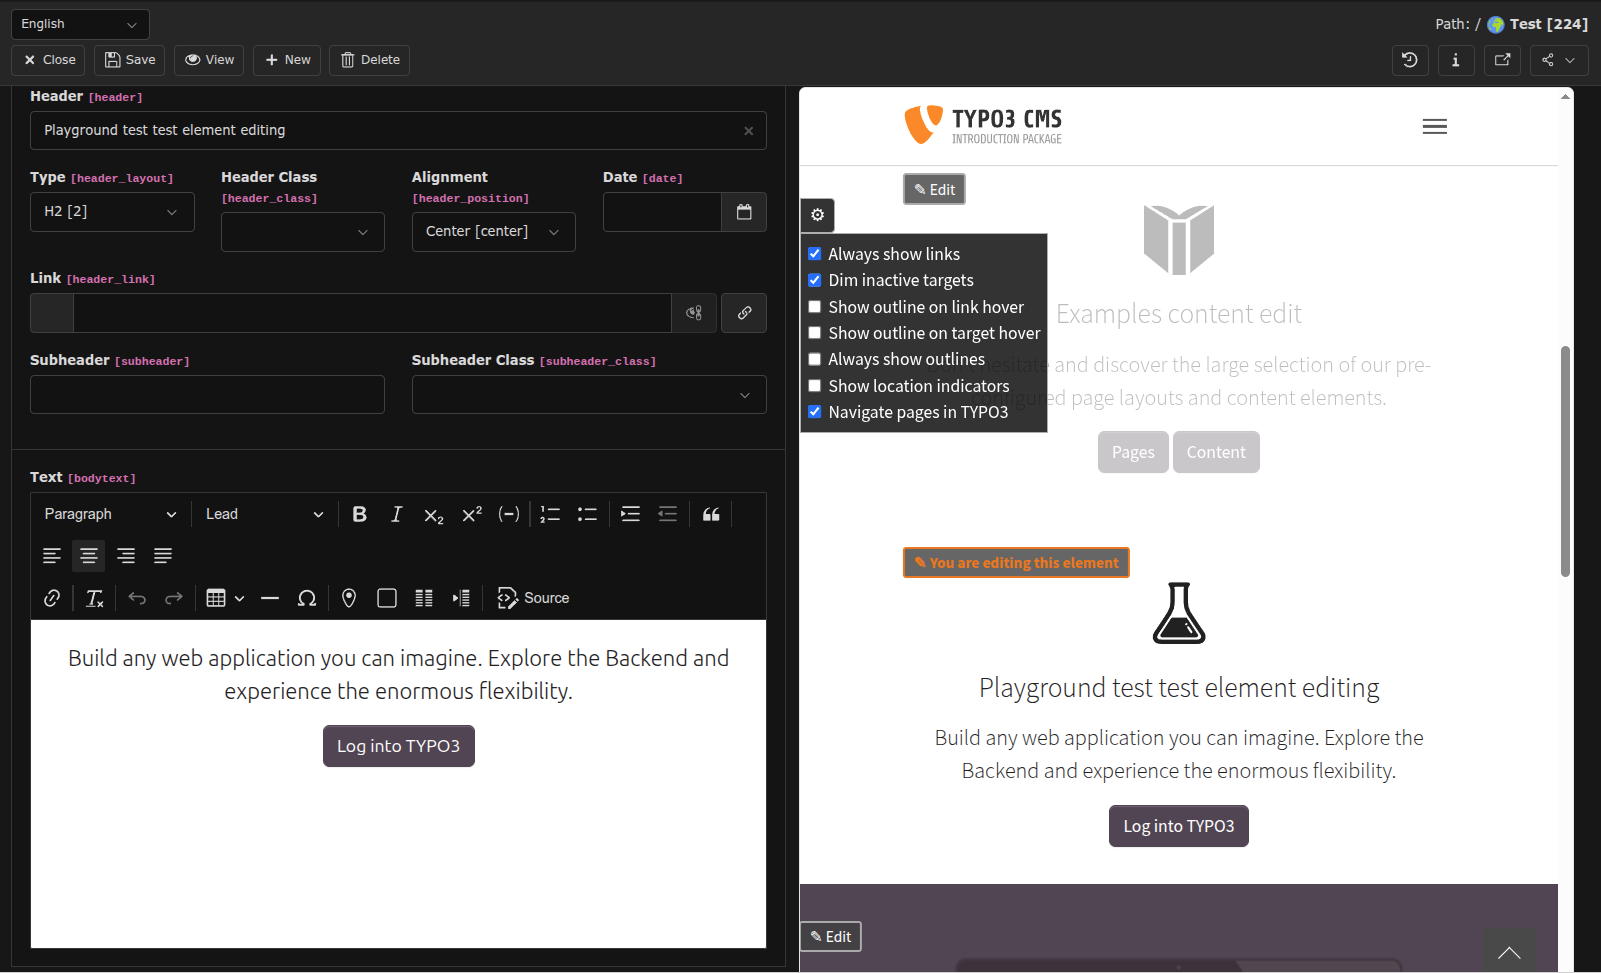 English
Path: / Test [224]
Close
Save
View
New
Delete
Header [header]
Playground test test element editing
Type [header_layout]
Header Class
[header_class]
Alignment
[header_position]
Date [date]
H2 [2]
Center [center]
Link [header_link]
Subheader [subheader]
Subheader Class [subheader_class]
Text [bodytext]
Paragraph
Lead
Source
Build any web application you can imagine. Explore the Backend and
experience the enormous flexibility.
Log into TYPO3
TYPO3 CMS
INTRODUCTION PACKAGE
Edit
Always show links
Dim inactive targets
Show outline on link hover
Show outline on target hover
Always show outlines
Show location indicators
Navigate pages in TYPO3
Examples content edit
and discover the large selection of our pre-
page layouts and content elements.
Pages
Content
You are editing this element
Playground test test element editing
Build any web application you can imagine. Explore the
Backend and experience the enormous flexibility.
Log into TYPO3
Edit